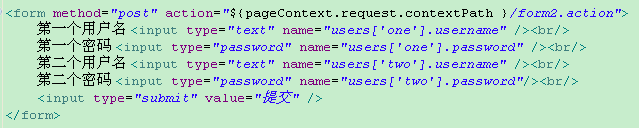 <form method="post" action="${pageContext.request.contextPath }/form2.action">
第一个用户名<input type="text" name="users['one'].username" /><br/>
第一个密码<input type="password" name="users['one'].password" /><br/>
第二个用户名<input type="text" name="users['two'].username" /><br/>
第二个密码<input type="password" name="users['two'].password"/><br/>
<input type="submit" value="提交" />
</form>